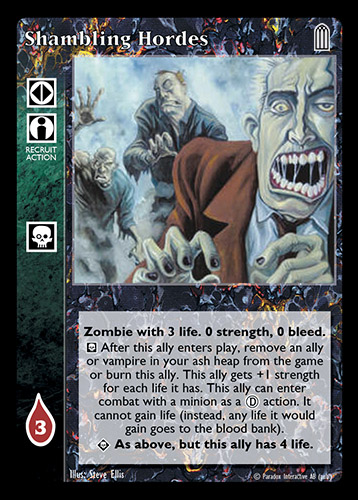 Shambling Hordes
RECRUIT
ACTION
Zombie with 3 life. 0 strength, 0 bleed.
After this ally enters play, remove an ally
or vampire in your ash heap from the game
or burn this ally. This ally gets +1 strength
for each life it has. This ally can enter
combat with a minion as a D action. It
cannot gain life (instead, any life it would
gain goes to the blood bank).
As above, but this ally has 4 life.
3
Illus: Steve Ellis
© Paradox Interactive AB (publ)